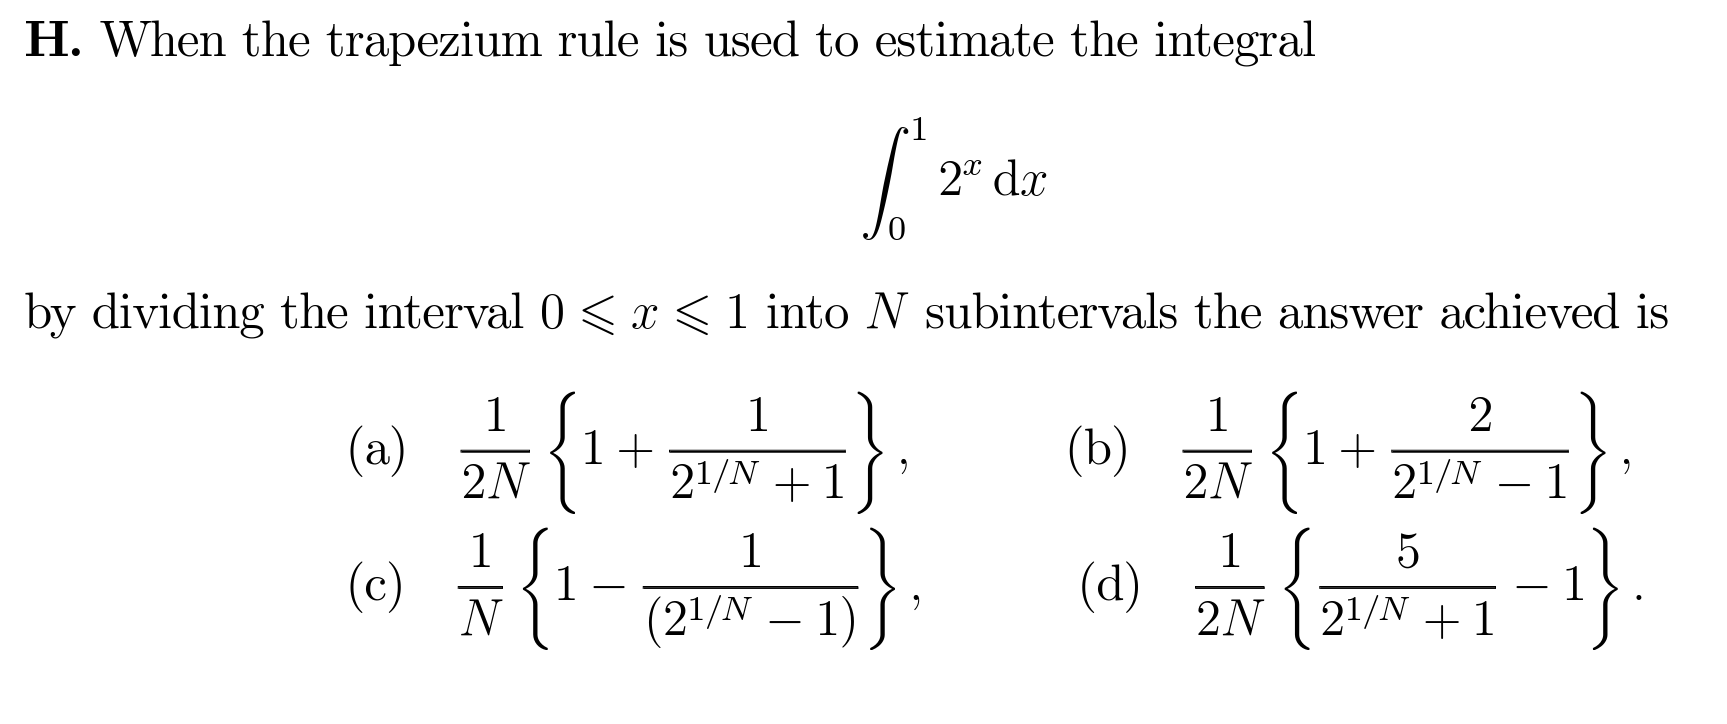 H. When the trapezium rule is used to estimate the integral
$\int_0^1 2^x \, \mathrm{d}x$
by dividing the interval $0 \leqslant x \leqslant 1$ into $N$ subintervals the answer achieved is
(a) $\frac{1}{2N} \left\{ 1 + \frac{1}{2^{1/N} + 1} \right\},$ (b) $\frac{1}{2N} \left\{ 1 + \frac{2}{2^{1/N} - 1} \right\},$
(c) $\frac{1}{N} \left\{ 1 - \frac{1}{(2^{1/N} - 1)} \right\},$ (d) $\frac{1}{2N} \left\{ \frac{5}{2^{1/N} + 1} - 1 \right\}.$